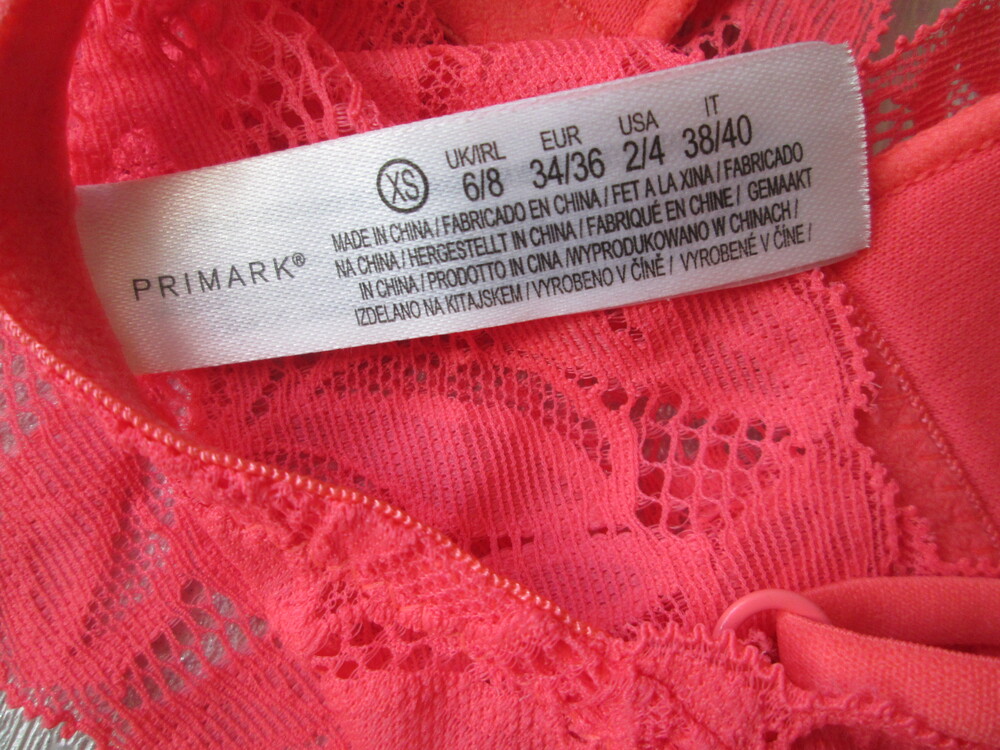 PRIMARK®
XS
UK/IRL EUR USA IT
6/8 34/36 2/4 38/40
MADE IN CHINA / FABRICADO EN CHINA / FET A LA XINA / FABRICADO
NA CHINA / HERGESTELLT IN CHINA / FABRIQUÉ EN CHINE / GEMAAKT
IN CHINA / PRODOTTO IN CINA /WYPRODUKOWANO W CHINACH /
IZDELANO NA KITAJSKEM / VYROBENO V ČÍNĚ / VYROBENÉ V ČÍNE /